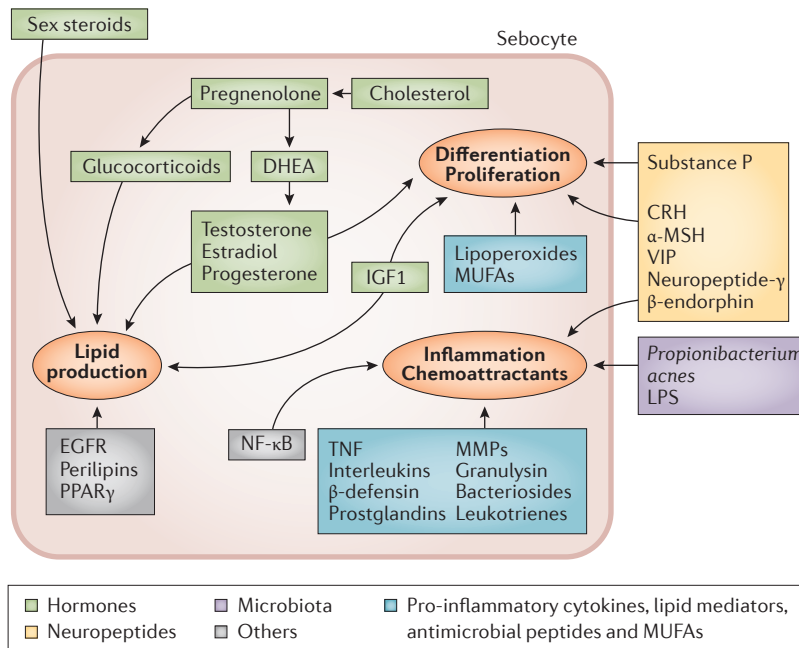 Sex steroids
Sebocyte
Pregnenolone
Cholesterol
Glucocorticoids
DHEA
Differentiation
Proliferation
Substance P
CRH
α-MSH
VIP
Neuropeptide-γ
β-endorphin
Testosterone
Estradiol
Progesterone
IGF1
Lipoperoxides
MUFAs
Lipid
production
Inflammation
Chemoattractants
Propionibacterium
acnes
LPS
EGFR
Perilipins
PPARγ
NF-κB
TNF
Interleukins
β-defensin
Prostglandins
MMPs
Granulysin
Bacteriosides
Leukotrienes
Hormones
Neuropeptides
Microbiota
Others
Pro-inflammatory cytokines, lipid mediators,
antimicrobial peptides and MUFAs